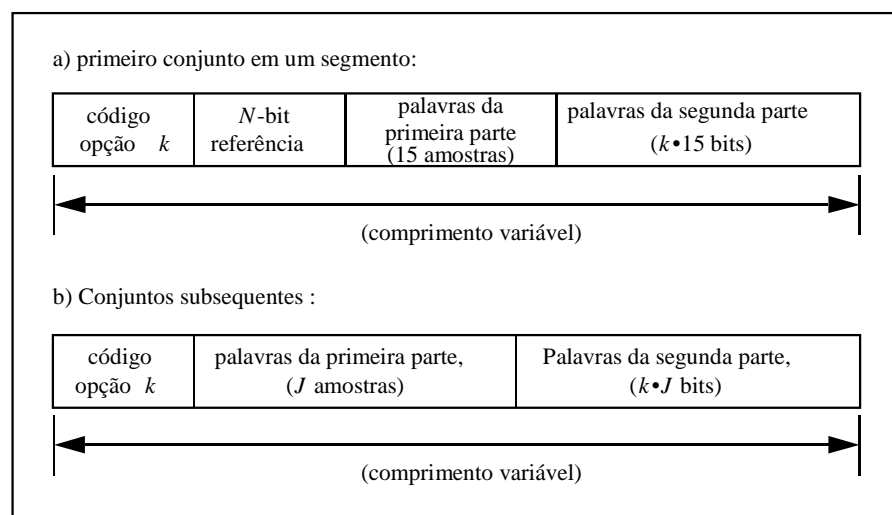 a) primeiro conjunto em um segmento:
código
opção k
N-bit
referência
palavras da
primeira parte
(15 amostras)
palavras da segunda parte
(k•15 bits)
(comprimento variável)
b) Conjuntos subsequentes :
código
opção k
palavras da primeira parte,
(J amostras)
Palavras da segunda parte,
(k•J bits)
(comprimento variável)